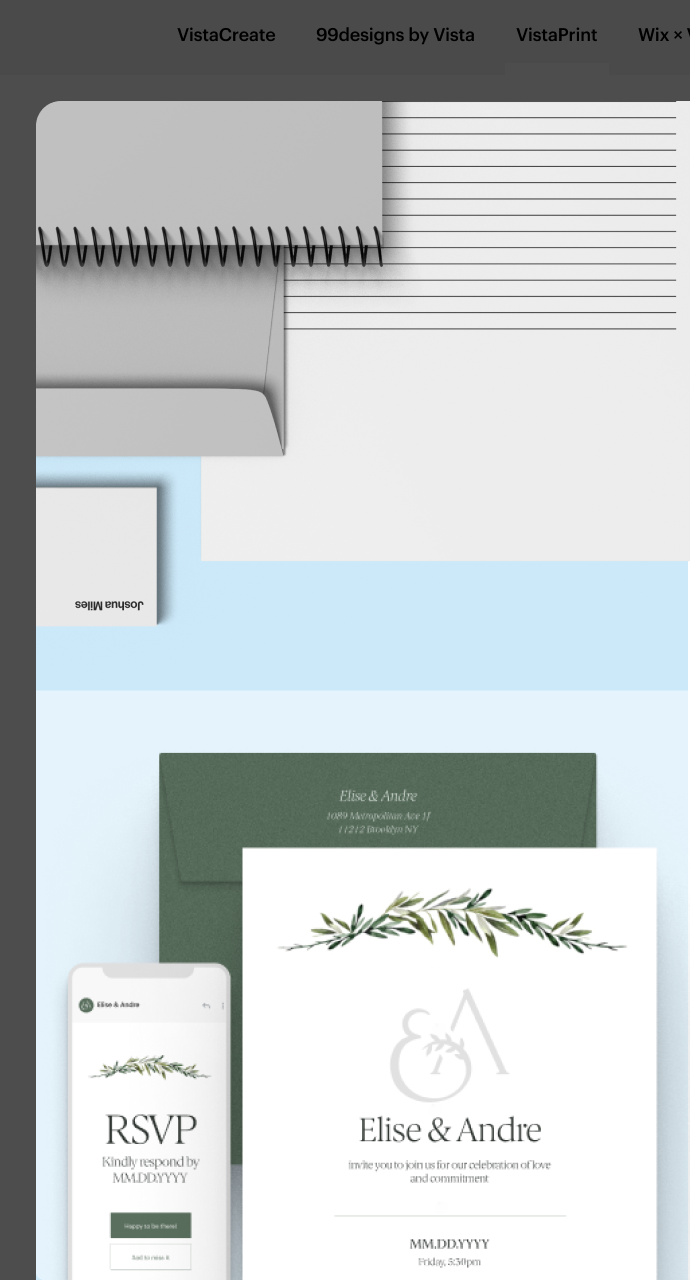 VistaCreate 99designs by Vista VistaPrint Wix ×
Joshua Miles
Elise & Andre
1089 Metropolitan Ave 1f
11212 Brooklyn NY
Elise & Andre
RSVP
Kindly respond by
MM.DD.YYYY
Happy to be there!
Sad to miss it
&A
Elise & Andre
invite you to join us for our celebration of love
and commitment
MM.DD.YYYY
Friday, 5:30pm